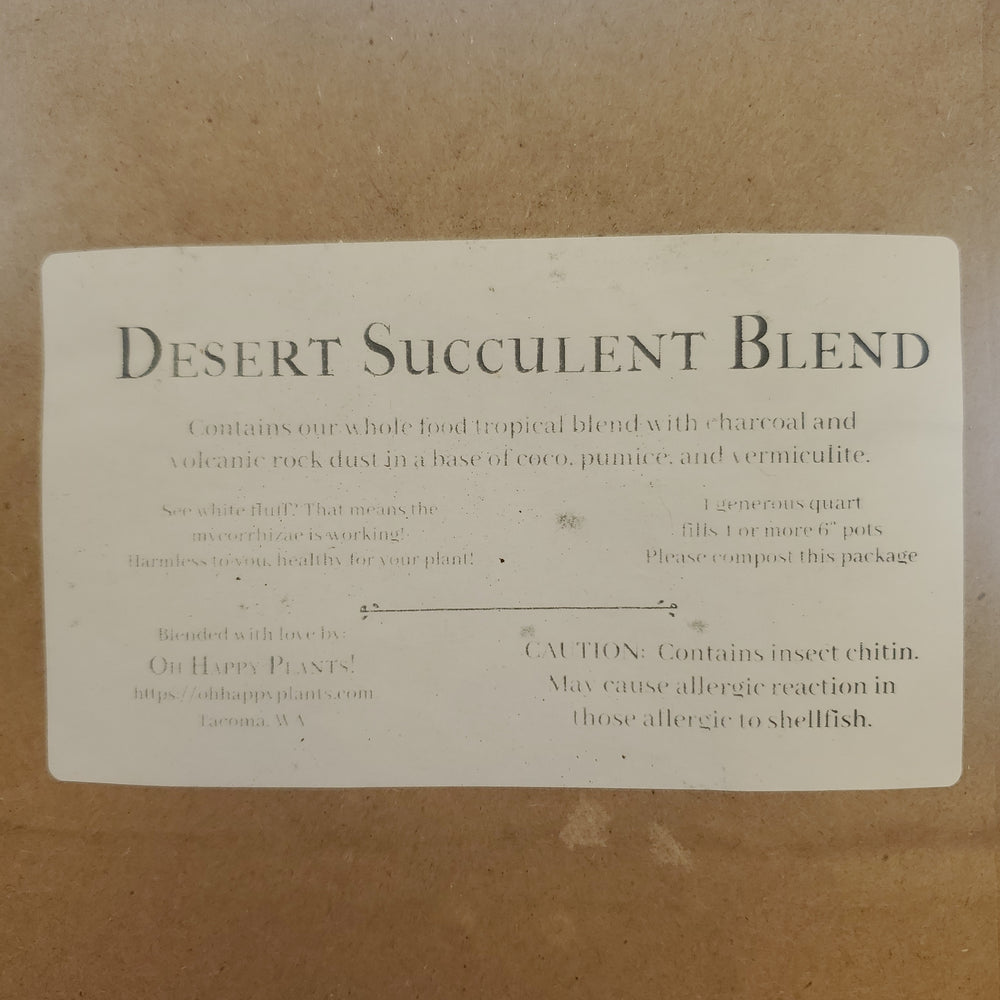 DESERT SUCCULENT BLEND
Contains our whole food tropical blend with charcoal and
volcanic rock dust in a base of coco, pumice, and vermiculite.
See white fluff? That means the
mycorrhizae is working!
Harmless to you, healthy for your plant!
1 generous quart
fills 1 or more 6" pots
Please compost this package
Blended with love by:
OH HAPPY PLANTS!
https://ohhappyplants.com
Tacoma, WA
CAUTION: Contains insect chitin.
May cause allergic reaction in
those allergic to shellfish.